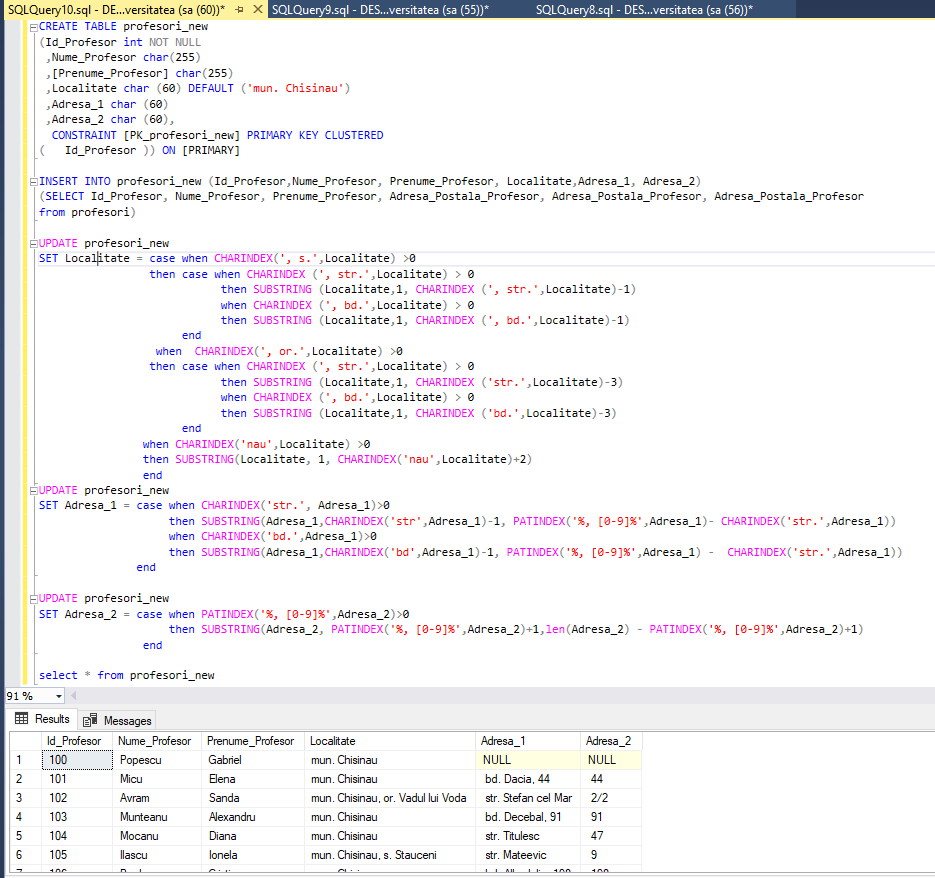 SQLQuery10.sql - DE...versitatea (sa (60))* SQLQuery9.sql - DES...versitatea (sa (55))* SQLQuery8.sql - DES...versitatea (sa (56))*
CREATE TABLE profesori_new
(Id_Profesor int NOT NULL
,Nume_Profesor char(255)
,[Prenume_Profesor] char(255)
,Localitate char (60) DEFAULT ('mun. Chisinau')
,Adresa_1 char (60)
,Adresa_2 char (60),
CONSTRAINT [PK_profesori_new] PRIMARY KEY CLUSTERED
( Id_Profesor )) ON [PRIMARY]
INSERT INTO profesori_new (Id_Profesor,Nume_Profesor, Prenume_Profesor, Localitate,Adresa_1, Adresa_2)
(SELECT Id_Profesor, Nume_Profesor, Prenume_Profesor, Adresa_Postala_Profesor, Adresa_Postala_Profesor, Adresa_Postala_Profesor
from profesori)
UPDATE profesori_new
SET Localitate = case when CHARINDEX(', s.',Localitate) >0
then case when CHARINDEX (', str.',Localitate) > 0
then SUBSTRING (Localitate,1, CHARINDEX (', str.',Localitate)-1)
when CHARINDEX (', bd.',Localitate) > 0
then SUBSTRING (Localitate,1, CHARINDEX (', bd.',Localitate)-1)
end
when CHARINDEX(', or.',Localitate) >0
then case when CHARINDEX (', str.',Localitate) > 0
then SUBSTRING (Localitate,1, CHARINDEX ('str.',Localitate)-3)
when CHARINDEX (', bd.',Localitate) > 0
then SUBSTRING (Localitate,1, CHARINDEX ('bd.',Localitate)-3)
end
when CHARINDEX('nau',Localitate) >0
then SUBSTRING(Localitate, 1, CHARINDEX('nau',Localitate)+2)
end
UPDATE profesori_new
SET Adresa_1 = case when CHARINDEX('str.', Adresa_1)>0
then SUBSTRING(Adresa_1,CHARINDEX('str',Adresa_1)-1, PATINDEX('%, [0-9]%',Adresa_1)- CHARINDEX('str.',Adresa_1))
when CHARINDEX('bd.',Adresa_1)>0
then SUBSTRING(Adresa_1,CHARINDEX('bd',Adresa_1)-1, PATINDEX('%, [0-9]%',Adresa_1) - CHARINDEX('str.',Adresa_1))
end
UPDATE profesori_new
SET Adresa_2 = case when PATINDEX('%, [0-9]%',Adresa_2)>0
then SUBSTRING(Adresa_2, PATINDEX('%, [0-9]%',Adresa_2)+1,len(Adresa_2) - PATINDEX('%, [0-9]%',Adresa_2)+1)
end
select * from profesori_new
91 %
Results Messages
Id_Profesor Nume_Profesor Prenume_Profesor Localitate Adresa_1 Adresa_2
1 100 Popescu Gabriel mun. Chisinau NULL NULL
2 101 Micu Elena mun. Chisinau bd. Dacia, 44 44
3 102 Avram Sanda mun. Chisinau, or. Vadul lui Voda str. Stefan cel Mar 2/2
4 103 Munteanu Alexandru mun. Chisinau bd. Decebal, 91 91
5 104 Mocanu Diana mun. Chisinau str. Titulesc 47
6 105 Ilascu Ionela mun. Chisinau, s. Stauceni str. Mateevic 9